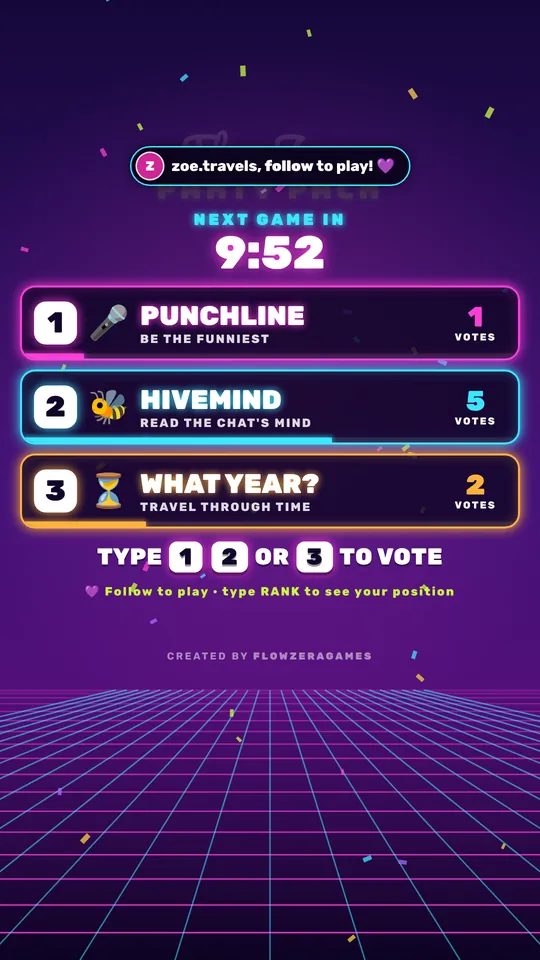 Z zoe.travels, follow to play! 💜
PARTY PACK
NEXT GAME IN
9:52
1 🎤 PUNCHLINE
BE THE FUNNIEST
1
VOTES
2 🐝 HIVEMIND
READ THE CHAT'S MIND
5
VOTES
3 ⏳ WHAT YEAR?
TRAVEL THROUGH TIME
2
VOTES
TYPE 1 2 OR 3 TO VOTE
💜 Follow to play • type RANK to see your position
CREATED BY FLOWZERAGAMES